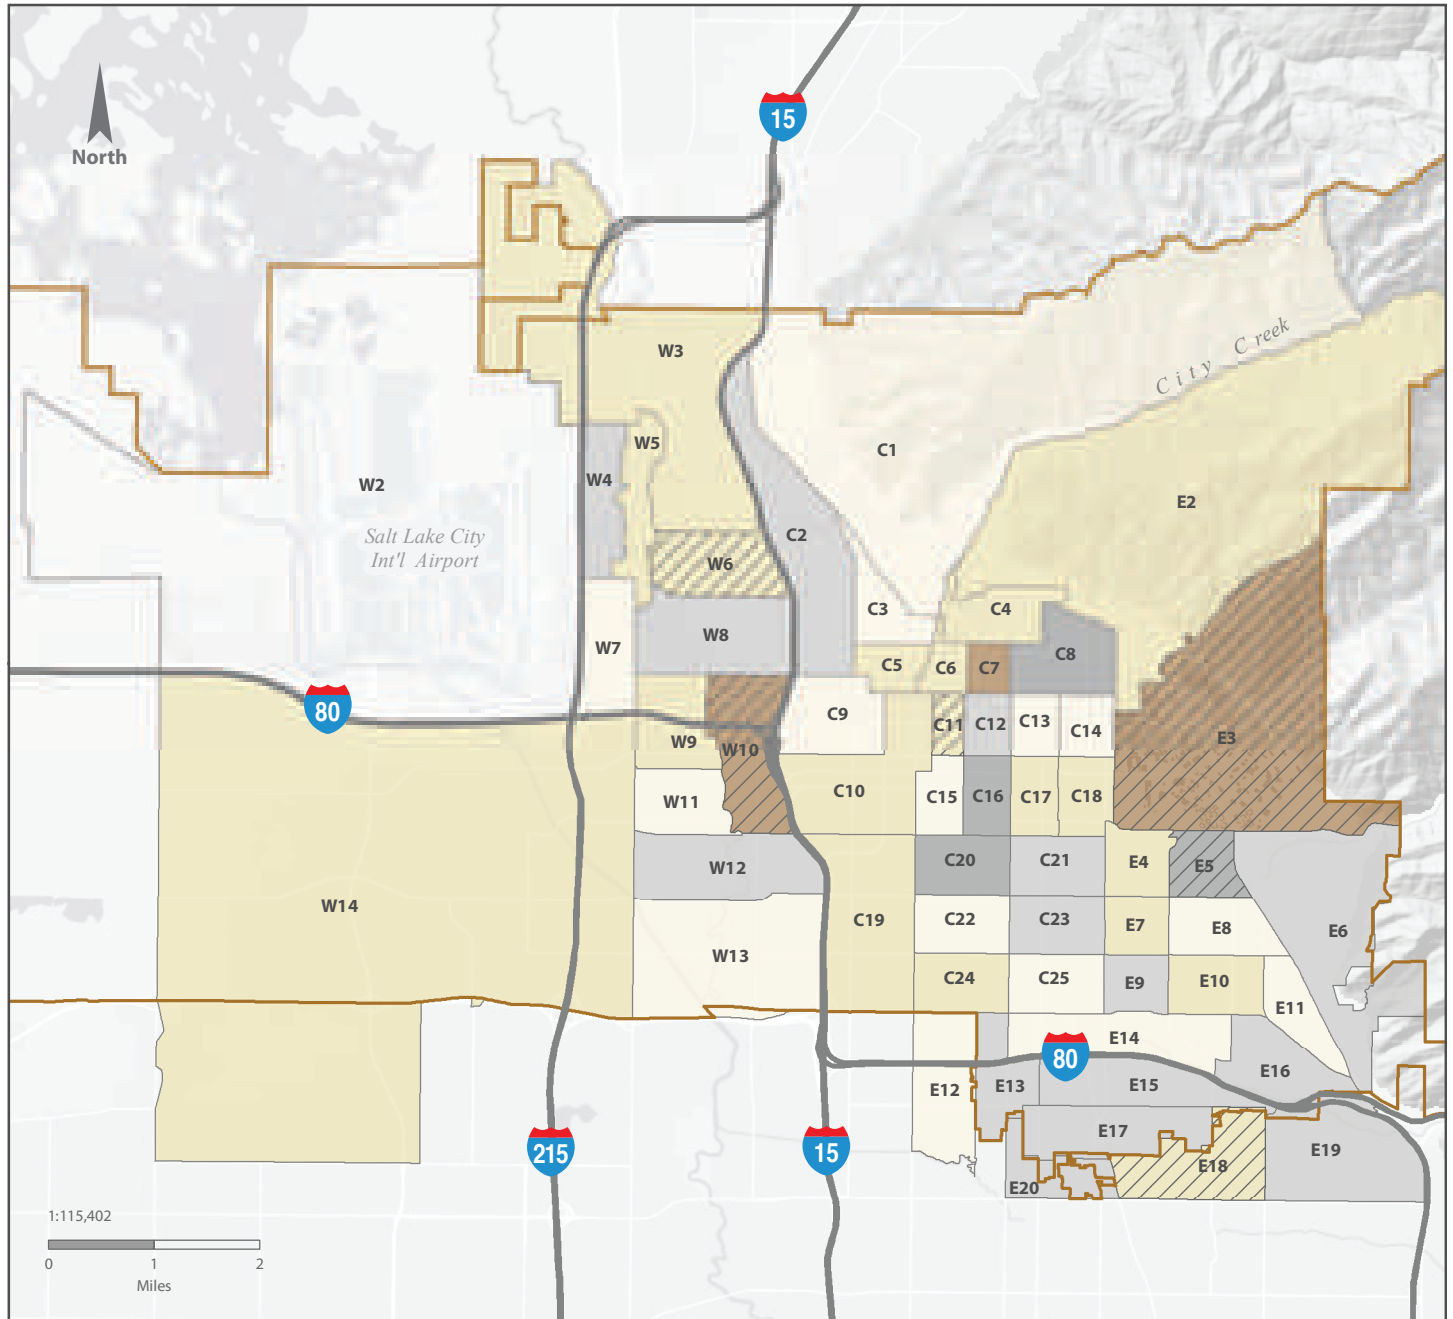 15
North
W3
City Creek
W5
C1
W4
W2
E2
Salt Lake City
Int'l Airport
C2
W6
C3
C4
W8
W7
C8
C5
C6
C7
80
C9
C11
C12
C13
C14
W9
W10
E3
C10
C15
C16
C17
C18
W11
C20
C21
E4
E5
W12
W14
C19
C22
C23
E7
E8
E6
W13
C24
C25
E9
E10
E11
E14
80
E12
E13
E15
E16
E17
215
15
E18
E19
E20
1:115,402
0 1 2
Miles